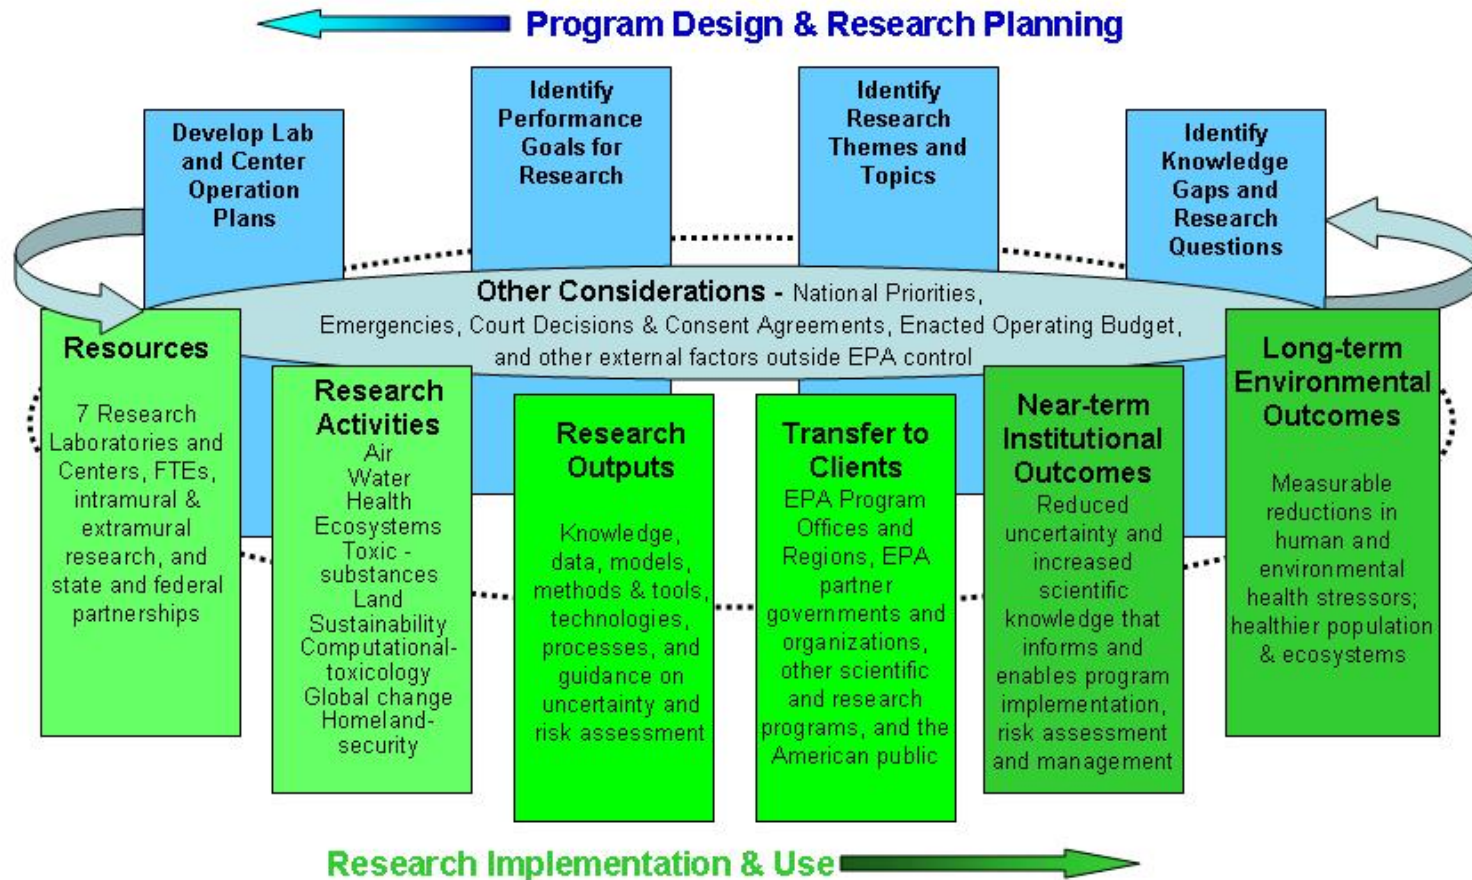 Program Design & Research Planning
Develop Lab
and Center
Operation
Plans
Identify
Performance
Goals for
Research
Identify
Research
Themes and
Topics
Identify
Knowledge
Gaps and
Research
Questions
Other Considerations - National Priorities,
Emergencies, Court Decisions & Consent Agreements, Enacted Operating Budget,
and other external factors outside EPA control
Resources
7 Research
Laboratories and
Centers, FTEs,
intramural &
extramural
research, and
state and federal
partnerships
Research
Activities
Air
Water
Health
Ecosystems
Toxic -
substances
Land
Sustainability
Computational-
toxicology
Global change
Homeland-
security
Research
Outputs
Knowledge,
data, models,
methods & tools,
technologies,
processes, and
guidance on
uncertainty and
risk assessment
Transfer to
Clients
EPA Program
Offices and
Regions, EPA
partner
governments and
organizations,
other scientific
and research
programs, and the
American public
Near-term
Institutional
Outcomes
Reduced
uncertainty and
increased
scientific
knowledge that
informs and
enables program
implementation,
risk assessment
and management
Long-term
Environmental
Outcomes
Measurable
reductions in
human and
environmental
health stressors;
healthier population
& ecosystems
Research Implementation & Use